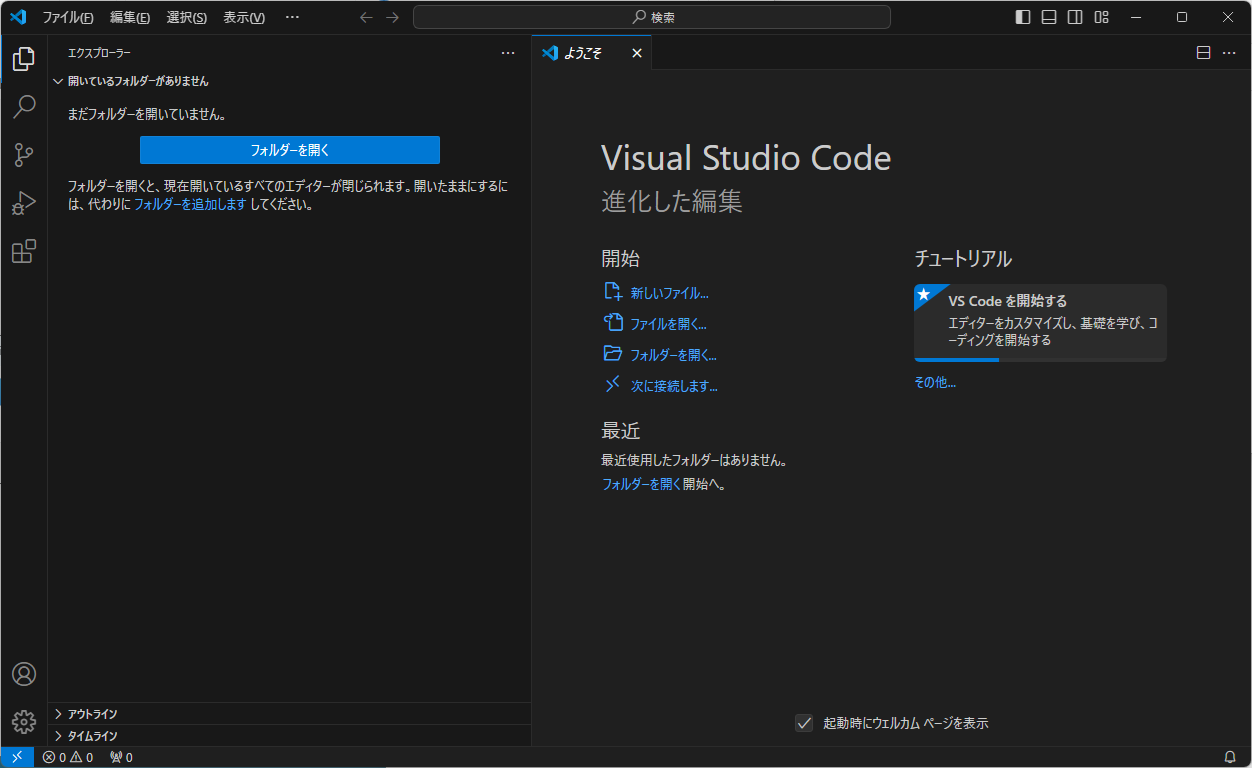 ファイル(F) 編集(E) 選択(S) 表示(V) ... 検索
エクスプローラー ...
ようこそ
開いているフォルダーがありません
まだフォルダーを開いていません。
フォルダーを開く
フォルダーを開くと、現在開いているすべてのエディターが閉じられます。開いたままにするに
は、代わりに フォルダーを追加します してください。
アウトライン
タイムライン
Visual Studio Code
進化した編集
開始
新しいファイル...
ファイルを開く...
フォルダーを開く...
次に接続します...
最近
最近使用したフォルダーはありません。
フォルダーを開く開始へ。
チュートリアル
VS Code を開始する
エディターをカスタマイズし、基礎を学び、コ
ーディングを開始する
その他...
起動時にウェルカム ページを表示
0 0 0